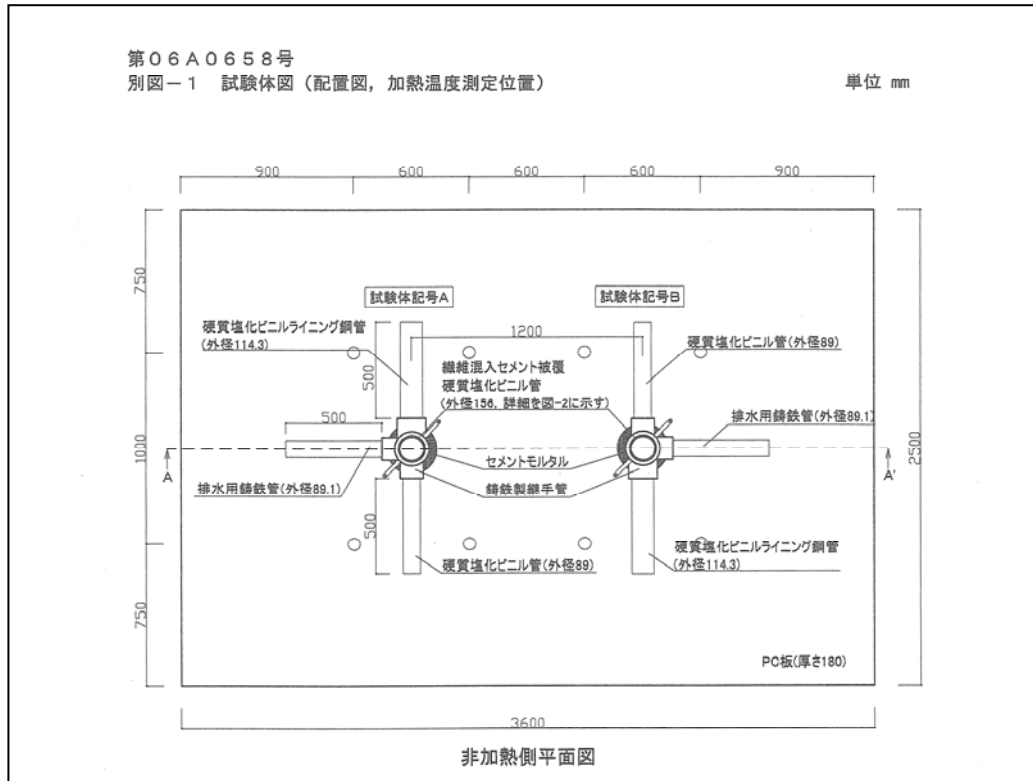 第06A0658号
別図－1 試験体図（配置図，加熱温度測定位置） 単位 mm
900 600 600 600 900
750
試験体記号A 試験体記号B
硬質塩化ビニルライニング鋼管
(外径114.3)
1200
硬質塩化ビニル管(外径89)
500
繊維混入セメント被覆
硬質塩化ビニル管
(外径156, 詳細を図-2に示す)
500
排水用鋳鉄管(外径89.1)
1000
2500
A A'
セメントモルタル
排水用鋳鉄管(外径89.1)
鋳鉄製継手管
500
硬質塩化ビニル管(外径89)
硬質塩化ビニルライニング鋼管
(外径114.3)
750
PC板(厚さ180)
3600
非加熱側平面図